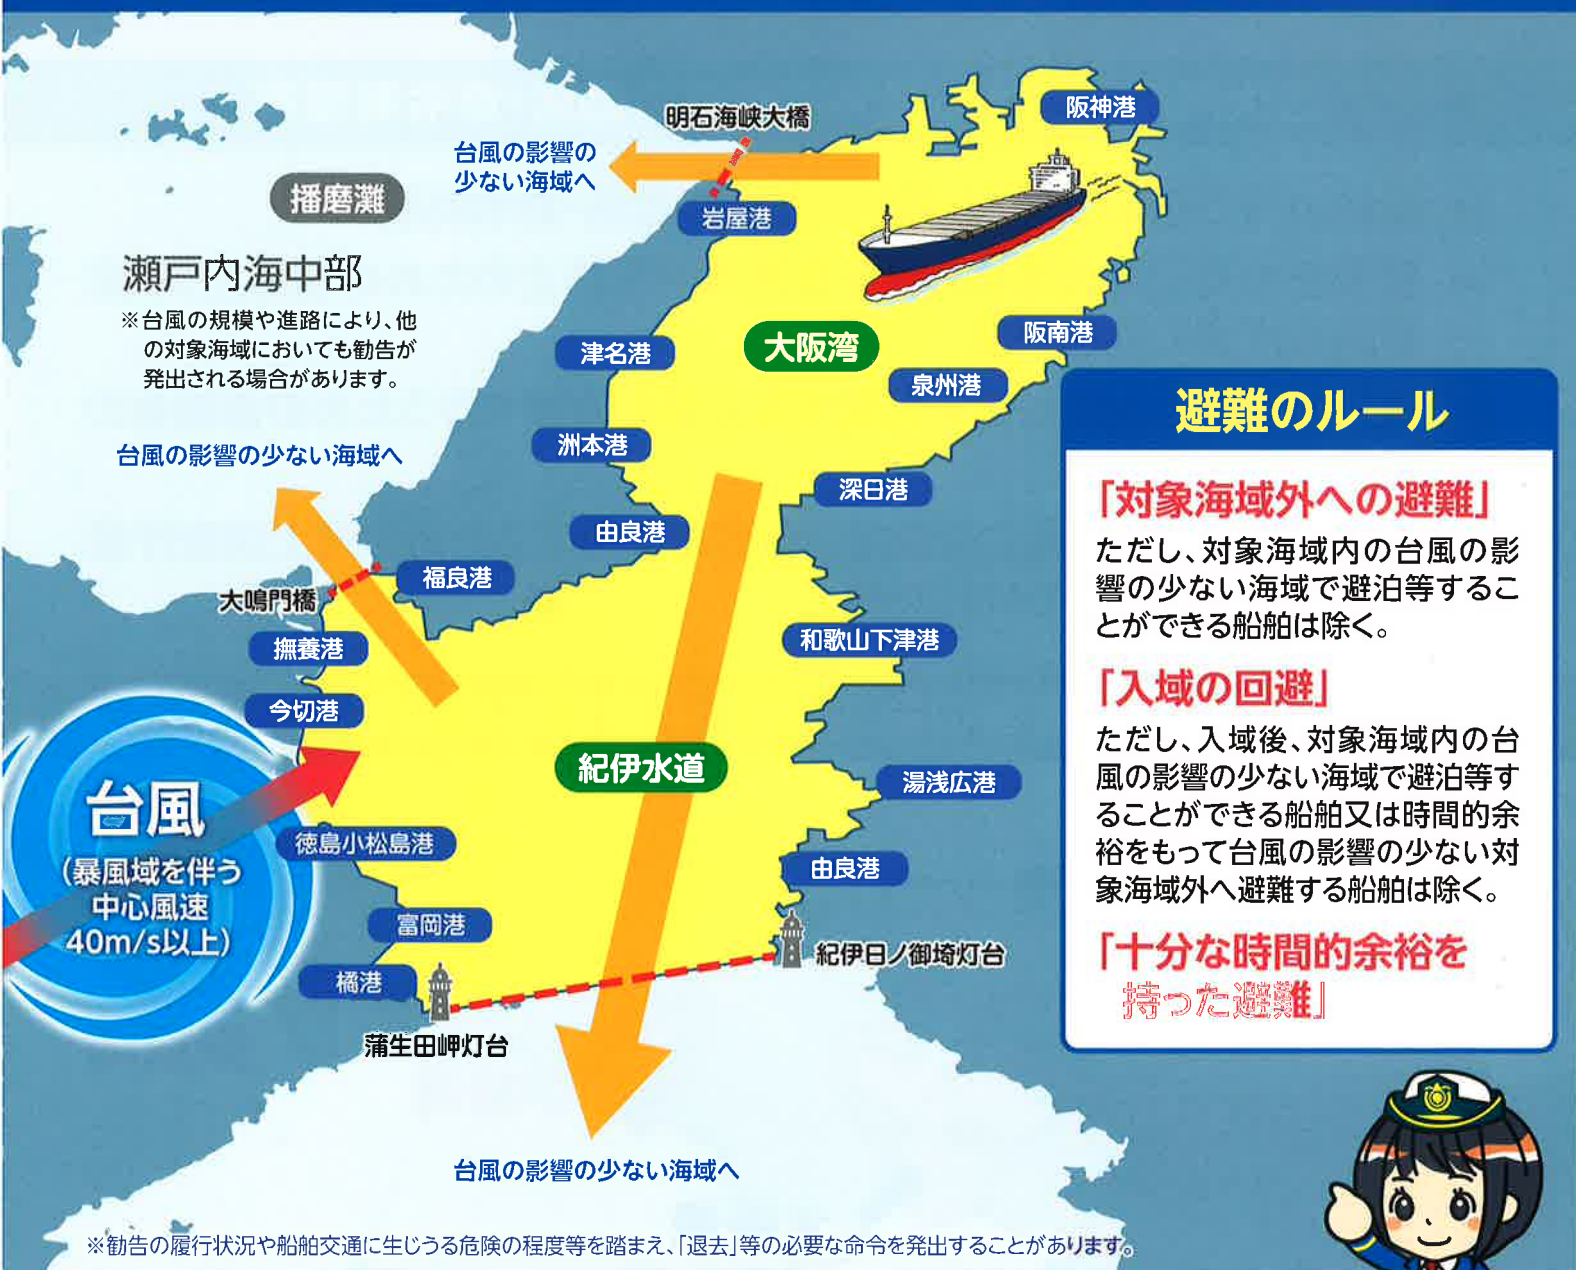 明石海峡大橋
阪神港
台風の影響の
少ない海域へ
播磨灘
岩屋港
瀬戸内海中部
※台風の規模や進路により、他
の対象海域においても勧告が
発出される場合があります。
津名港
大阪湾
阪南港
泉州港
洲本港
台風の影響の少ない海域へ
深日港
由良港
福良港
大鳴門橋
撫養港
和歌山下津港
今切港
紀伊水道
湯浅広港
台風
(暴風域を伴う
中心風速
40m/s以上)
徳島小松島港
由良港
富岡港
紀伊日ノ御埼灯台
橘港
蒲生田岬灯台
台風の影響の少ない海域へ
避難のルール
「対象海域外への避難」
ただし、対象海域内の台風の影
響の少ない海域で避泊等するこ
とができる船舶は除く。
「入域の回避」
ただし、入域後、対象海域内の台
風の影響の少ない海域で避泊等す
ることができる船舶又は時間的余
裕をもって台風の影響の少ない対
象海域外へ避難する船舶は除く。
「十分な時間的余裕を
持った避難」
※勧告の履行状況や船舶交通に生じうる危険の程度等を踏まえ、「退去」等の必要な命令を発出することがあります。